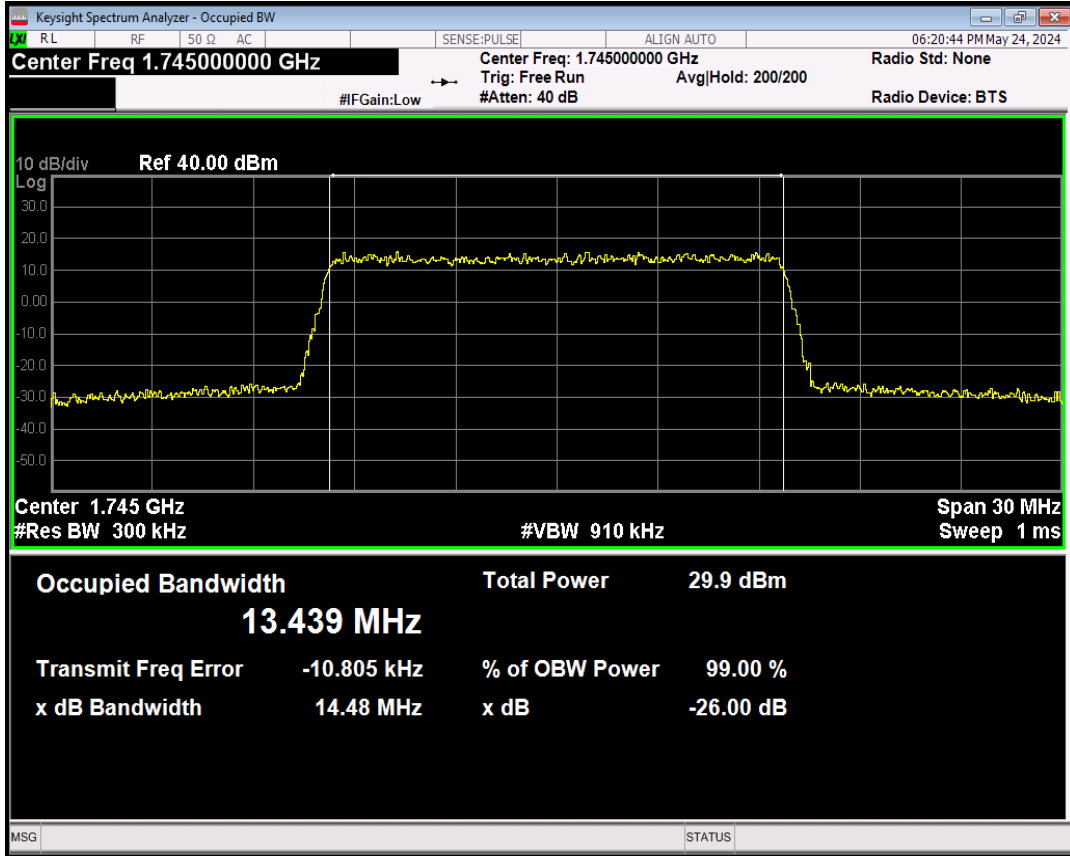 Keysight Spectrum Analyzer - Occupied BW
LXI RL RF 50 Ω AC SENSE:PULSE ALIGN AUTO 06:20:44 PM May 24, 2024
Center Freq 1.745000000 GHz Center Freq: 1.745000000 GHz Radio Std: None
Trig: Free Run Avg|Hold: 200/200
#IFGain:Low #Atten: 40 dB Radio Device: BTS
10 dB/div Ref 40.00 dBm
Log
30.0
20.0
10.0
0.00
-10.0
-20.0
-30.0
-40.0
-50.0
Center 1.745 GHz Span 30 MHz
#Res BW 300 kHz #VBW 910 kHz Sweep 1 ms
Occupied Bandwidth Total Power 29.9 dBm
13.439 MHz
Transmit Freq Error -10.805 kHz % of OBW Power 99.00 %
x dB Bandwidth 14.48 MHz x dB -26.00 dB
MSG STATUS